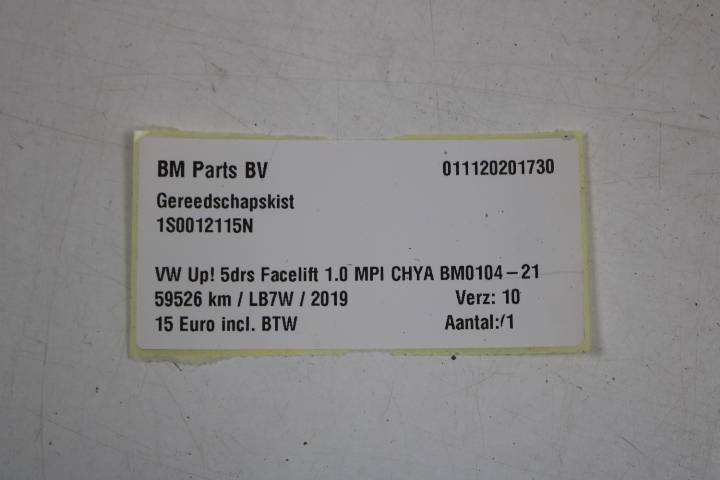 BM Parts BV 011120201730
Gereedschapskist
1S0012115N
VW Up! 5drs Facelift 1.0 MPI CHYA BM0104-21
59526 km / LB7W / 2019 Verz: 10
15 Euro incl. BTW Aantal:/1